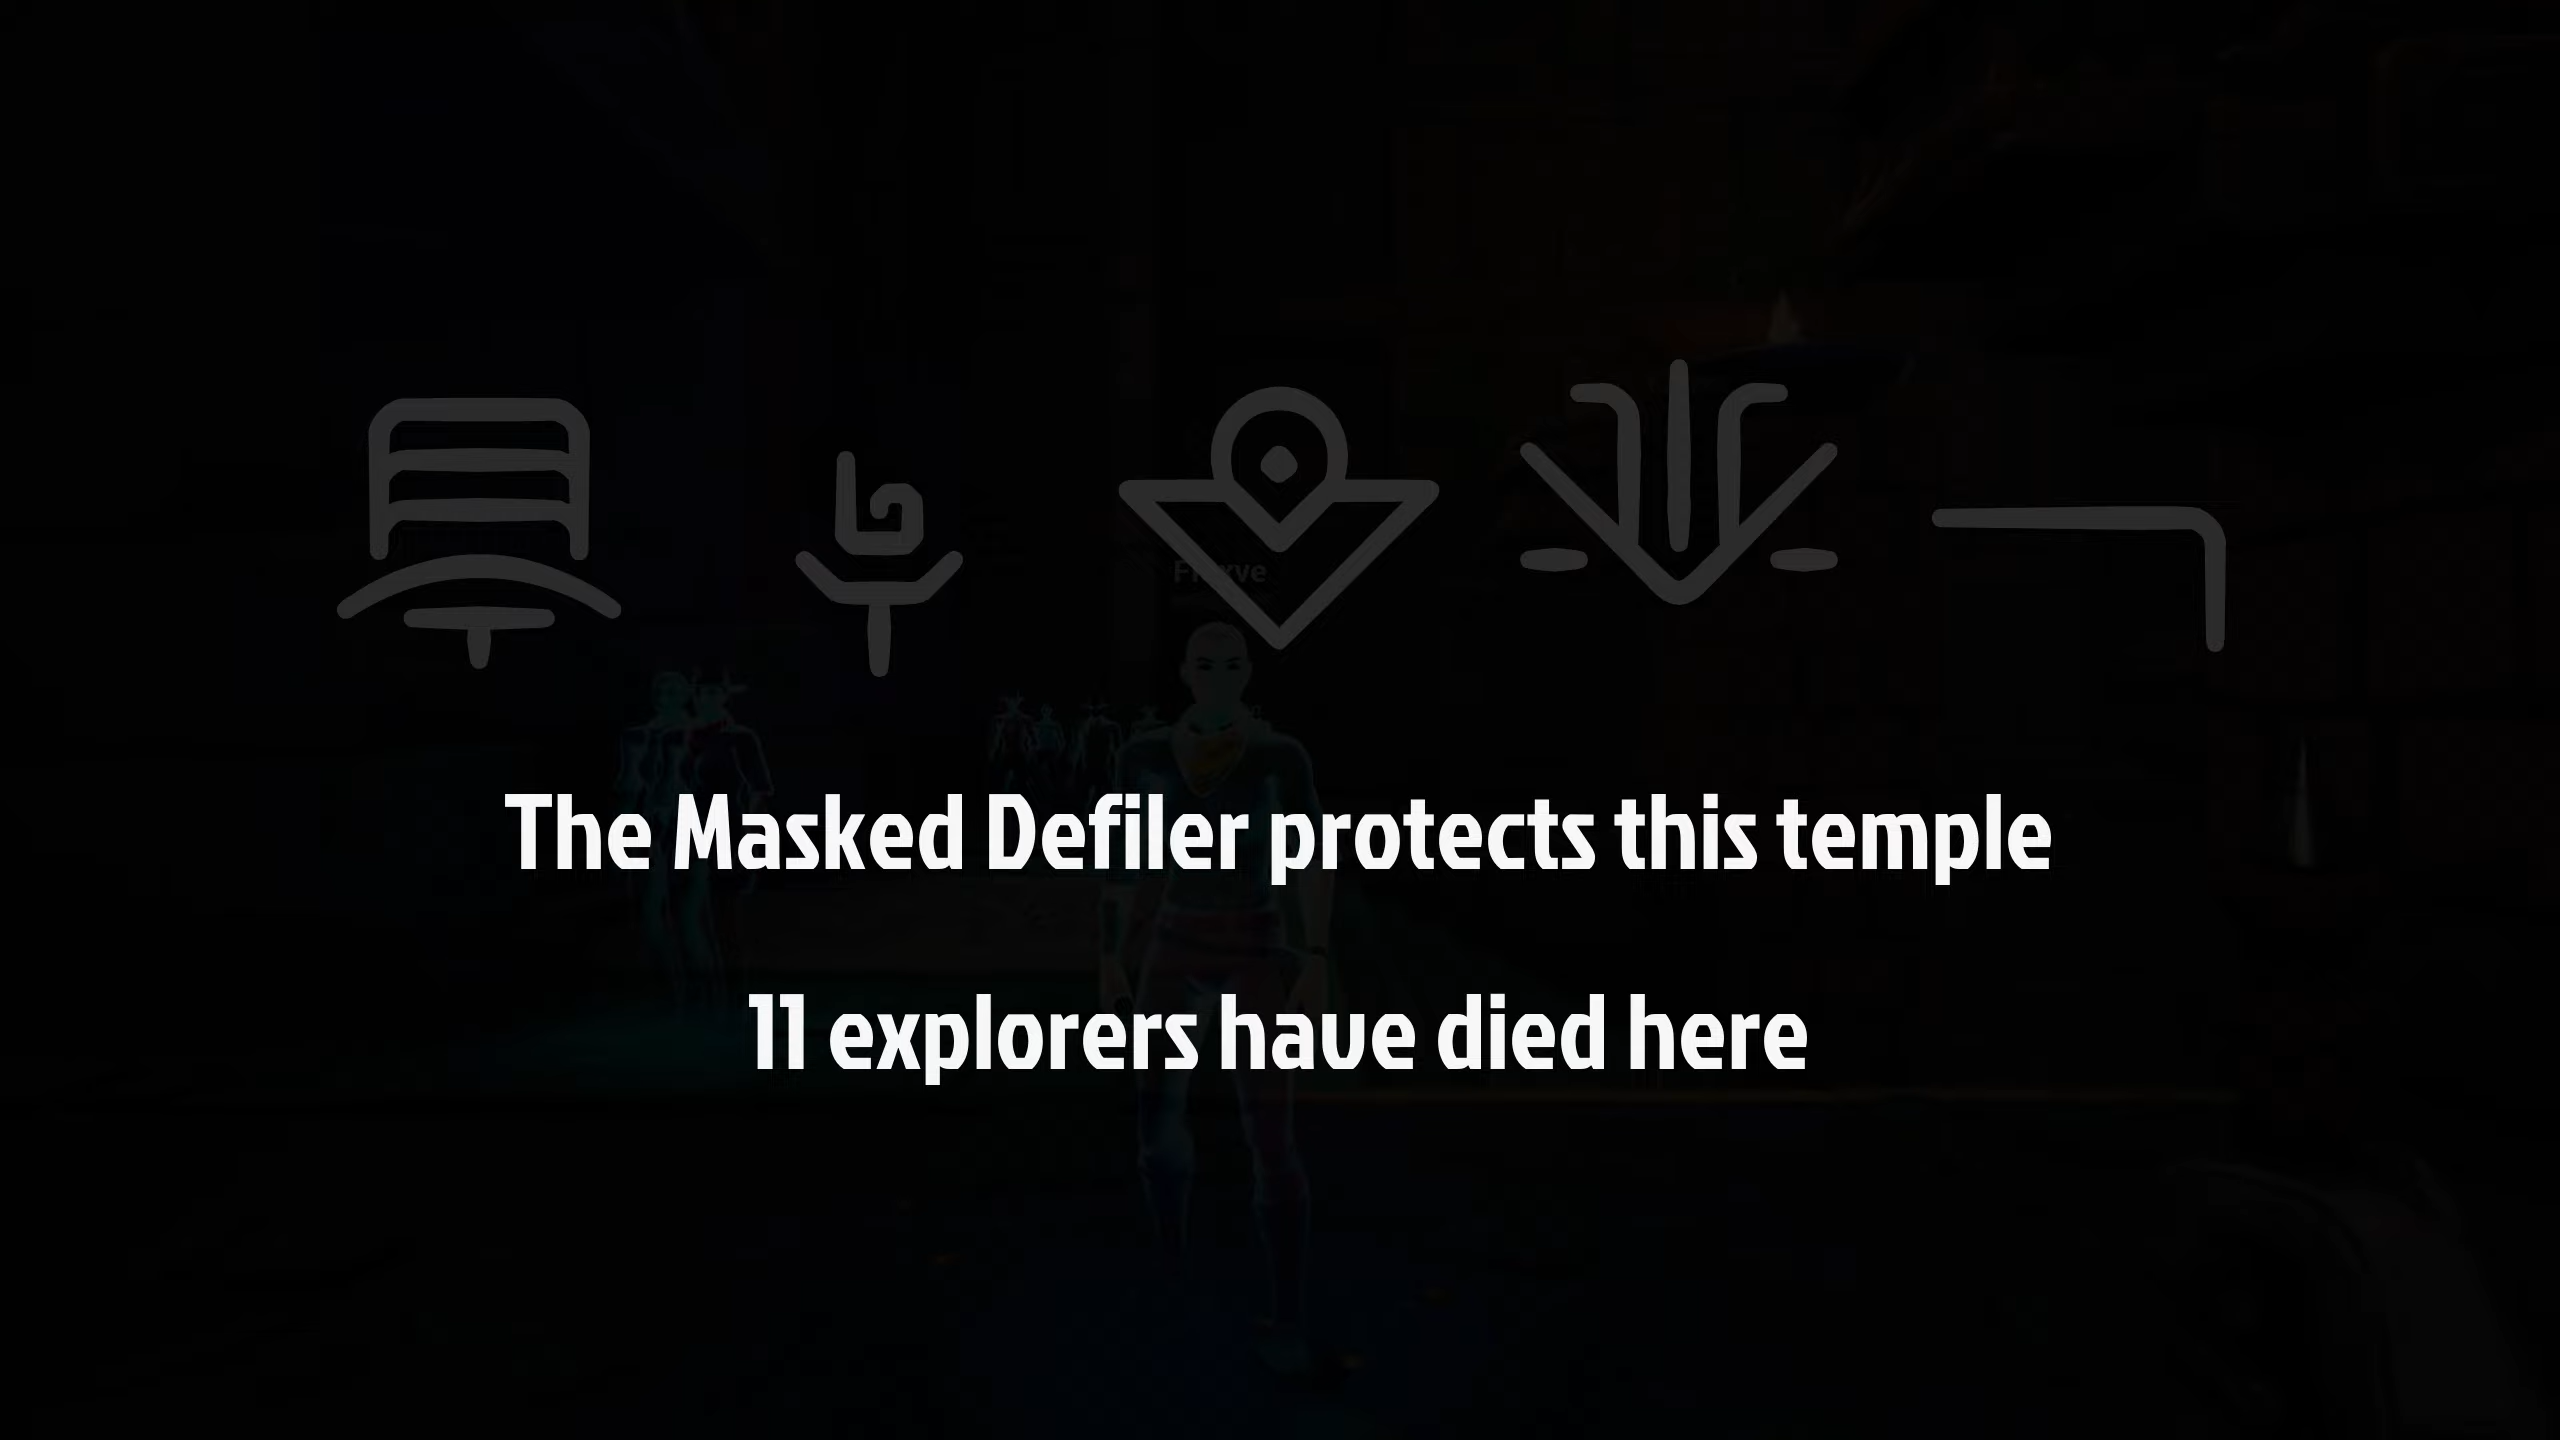 The Masked Defiler protects this temple
11 explorers have died here